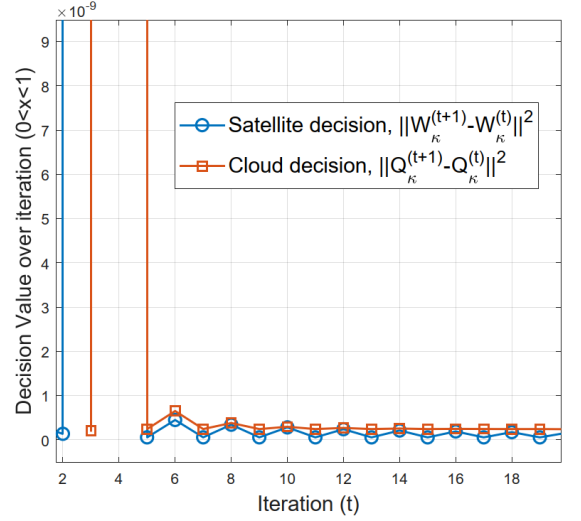 ×10^-9
Decision Value over iteration (0<x<1)
9
8
7
6
5
4
3
2
1
0
Satellite decision, ||W_κ^(t+1)-W_κ^(t)||^2
Cloud decision, ||Q_κ^(t+1)-Q_κ^(t)||^2
2 4 6 8 10 12 14 16 18
Iteration (t)